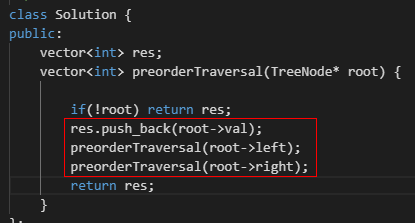 class Solution {
public:
    vector<int> res;
    vector<int> preorderTraversal(TreeNode* root) {
        if(!root) return res;
        res.push_back(root->val);
        preorderTraversal(root->left);
        preorderTraversal(root->right);
        return res;
    }
};